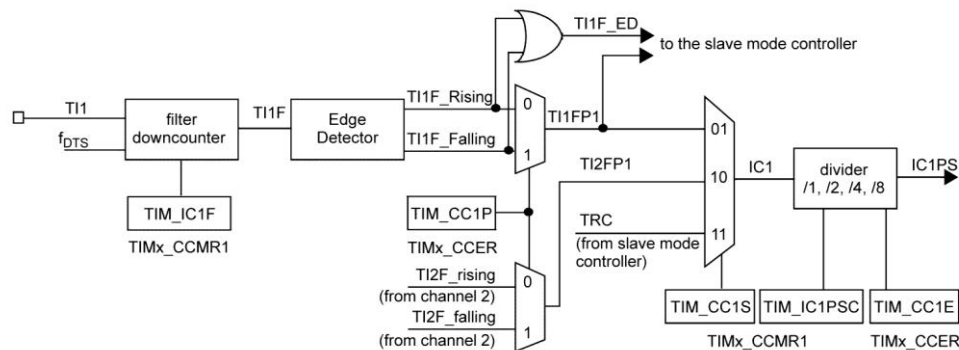 TI1F_ED
to the slave mode controller
TI1
fDTS
filter
downcounter
TI1F
Edge
Detector
TI1F_Rising
TI1F_Falling
0
1
TI1FP1
TI2FP1
01
10
11
IC1
divider
/1, /2, /4, /8
IC1PS
TRC
(from slave mode
controller)
TIM_IC1F
TIMx_CCMR1
TIM_CC1P
TIMx_CCER
TI2F_rising
(from channel 2)
TI2F_falling
(from channel 2)
0
1
TIM_CC1S
TIM_IC1PSC
TIM_CC1E
TIMx_CCMR1
TIMx_CCER